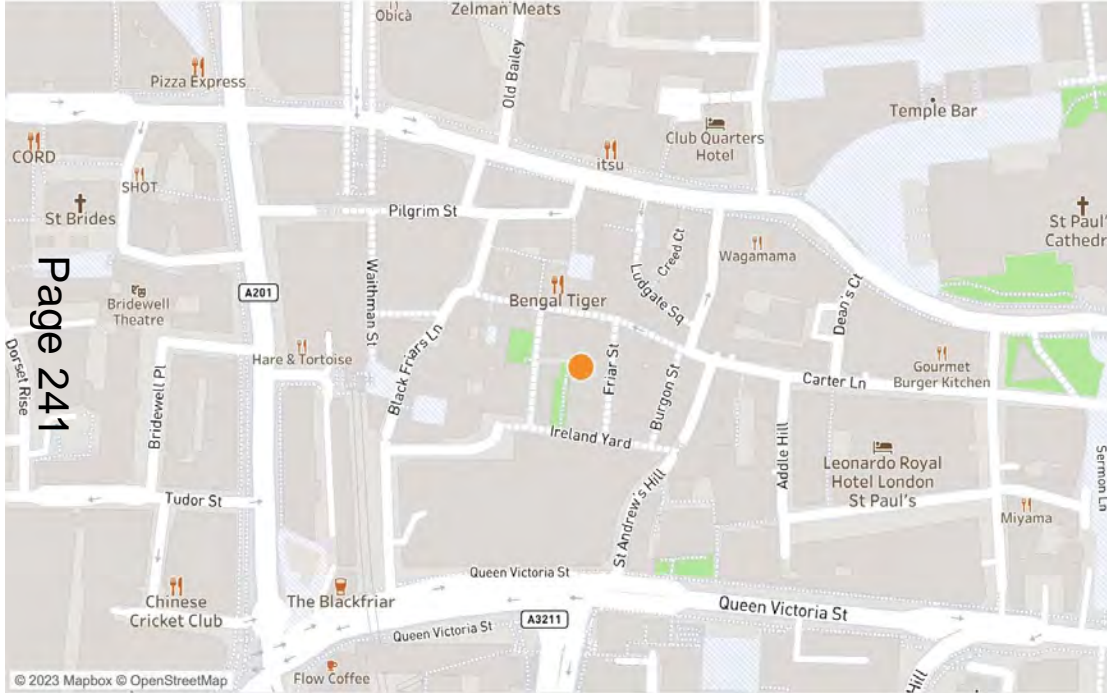 Obicà
Zelman Meats
Pizza Express
Old Bailey
Temple Bar
Club Quarters
Hotel
CORD
itsu
SHOT
St Brides
Pilgrim St
St Paul'
Cathedr
Creed Ct
Wagamama
Ludgate Sq
Waithman St
Page 241
A201
Bridewell
Theatre
Bengal Tiger
Dean's Ct
Dorset Rise
Hare & Tortoise
Black Friars Ln
Friar St
Burgon St
Carter Ln
Gourmet
Burger Kitchen
Bridewell Pl
Ireland Yard
Addle Hill
Leonardo Royal
Hotel London
St Paul's
Sermon Ln
Tudor St
St Andrew's Hill
Miyama
Queen Victoria St
Chinese
Cricket Club
The Blackfriar
A3211
Queen Victoria St
Queen Victoria St
Flow Coffee
Hill
© 2023 Mapbox © OpenStreetMap